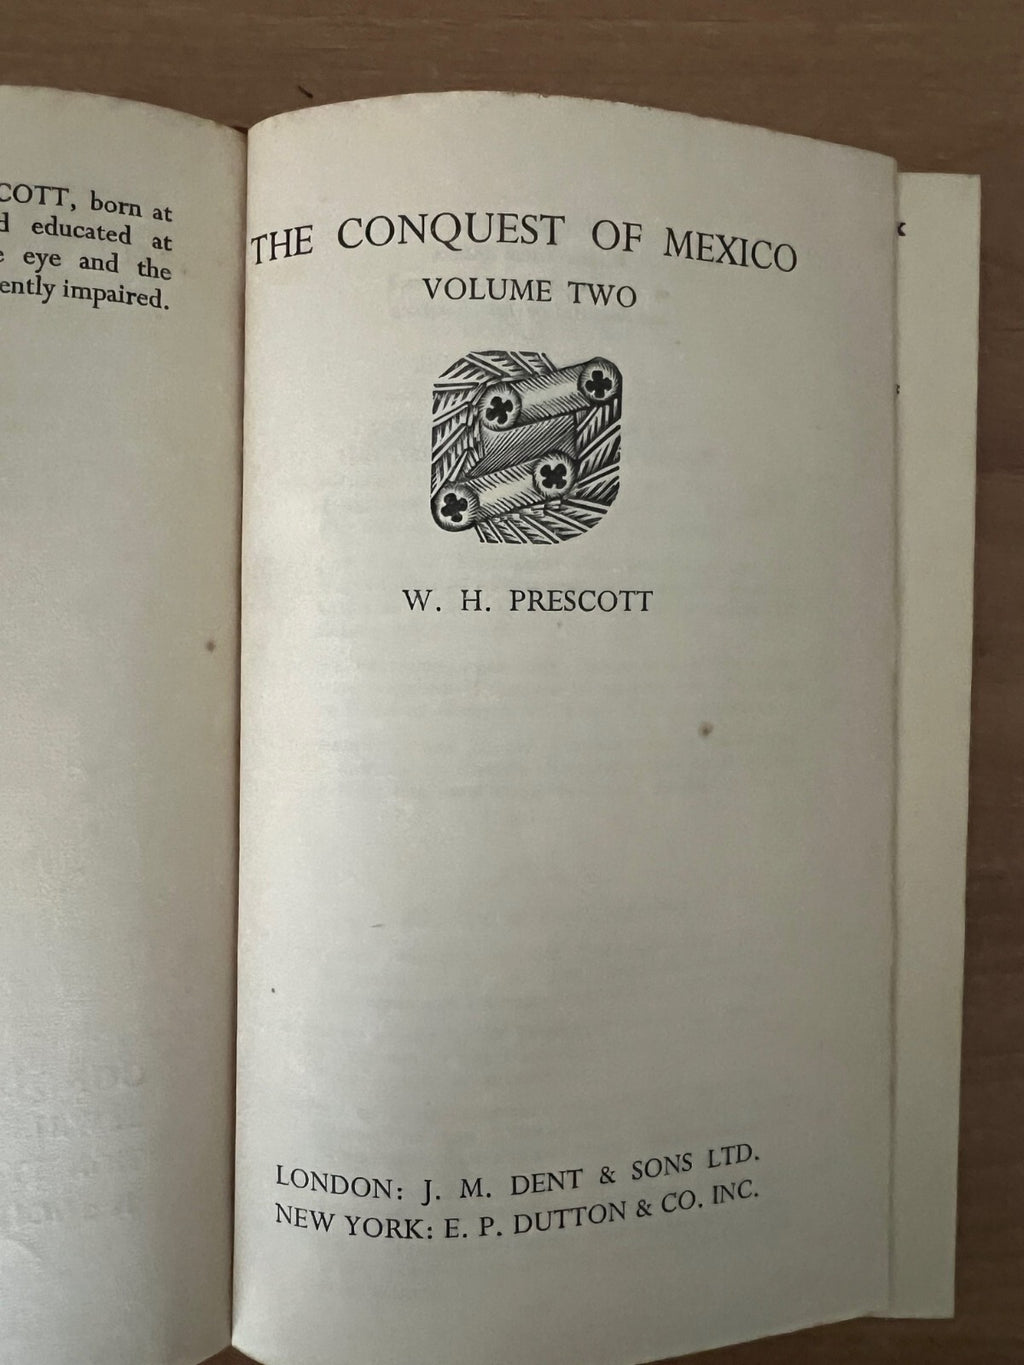 COTT, born at
d educated at
e eye and the
ently impaired.
THE CONQUEST OF MEXICO
VOLUME TWO
W. H. PRESCOTT
LONDON: J. M. DENT & SONS LTD.
NEW YORK: E. P. DUTTON & CO. INC.